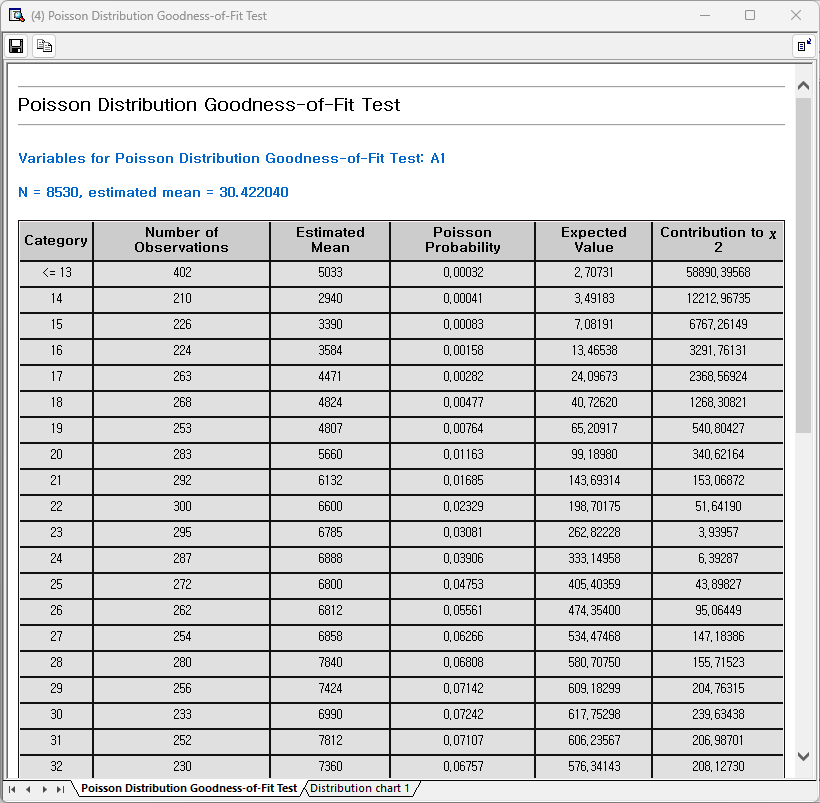 (4) Poisson Distribution Goodness-of-Fit Test
Poisson Distribution Goodness-of-Fit Test
Variables for Poisson Distribution Goodness-of-Fit Test: A1
N = 8530, estimated mean = 30.422040
Category Number of Observations Estimated Mean Poisson Probability Expected Value Contribution to χ 2
<= 13 402 5033 0,00032 2,70731 58890,39568
14 210 2940 0,00041 3,49183 12212,96735
15 226 3390 0,00083 7,08191 6767,26149
16 224 3584 0,00158 13,46538 3291,76131
17 263 4471 0,00282 24,09673 2368,56924
18 268 4824 0,00477 40,72620 1268,30821
19 253 4807 0,00764 65,20917 540,80427
20 283 5660 0,01163 99,18980 340,62164
21 292 6132 0,01685 143,69314 153,06872
22 300 6600 0,02329 198,70175 51,64190
23 295 6785 0,03081 262,82228 3,93957
24 287 6888 0,03906 333,14958 6,39287
25 272 6800 0,04753 405,40359 43,89827
26 262 6812 0,05561 474,35400 95,06449
27 254 6858 0,06266 534,47468 147,18386
28 280 7840 0,06808 580,70750 155,71523
29 256 7424 0,07142 609,18299 204,76315
30 233 6990 0,07242 617,75298 239,63438
31 252 7812 0,07107 606,23567 206,98701
32 230 7360 0,06757 576,34143 208,12730
Poisson Distribution Goodness-of-Fit Test Distribution chart 1